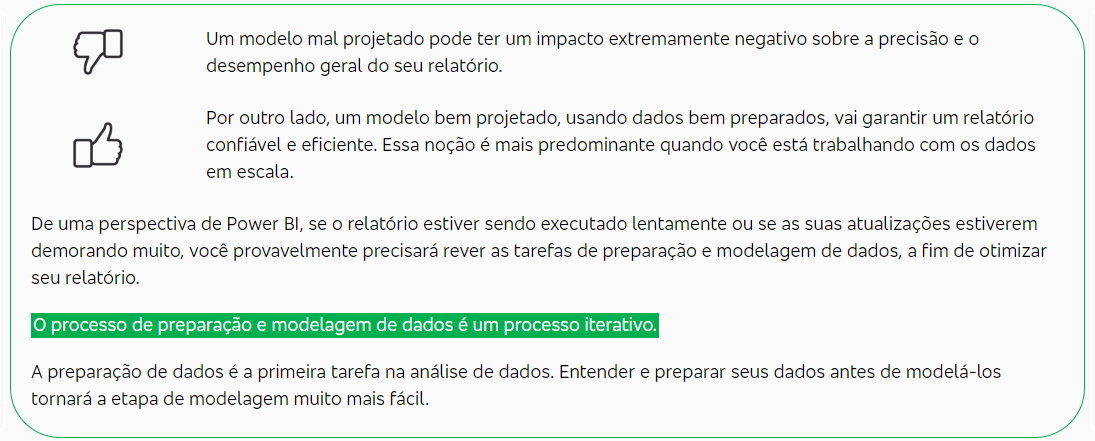 Um modelo mal projetado pode ter um impacto extremamente negativo sobre a precisão e o
desempenho geral do seu relatório.
Por outro lado, um modelo bem projetado, usando dados bem preparados, vai garantir um relatório
confiável e eficiente. Essa noção é mais predominante quando você está trabalhando com os dados
em escala.
De uma perspectiva de Power BI, se o relatório estiver sendo executado lentamente ou se as suas atualizações estiverem
demorando muito, você provavelmente precisará rever as tarefas de preparação e modelagem de dados, a fim de otimizar
seu relatório.
O processo de preparação e modelagem de dados é um processo iterativo.
A preparação de dados é a primeira tarefa na análise de dados. Entender e preparar seus dados antes de modelá-los
tornará a etapa de modelagem muito mais fácil.